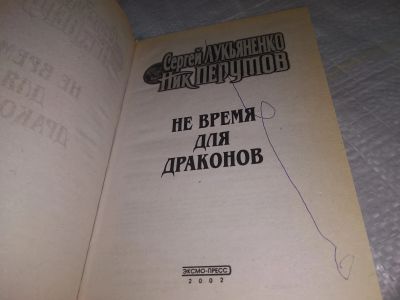 Сергей ЛУКЬЯНЕНКО
Ник ПЕРУМОВ
НЕ ВРЕМЯ
ДЛЯ
ДРАКОНОВ
ЭКСМО-ПРЕСС
2002